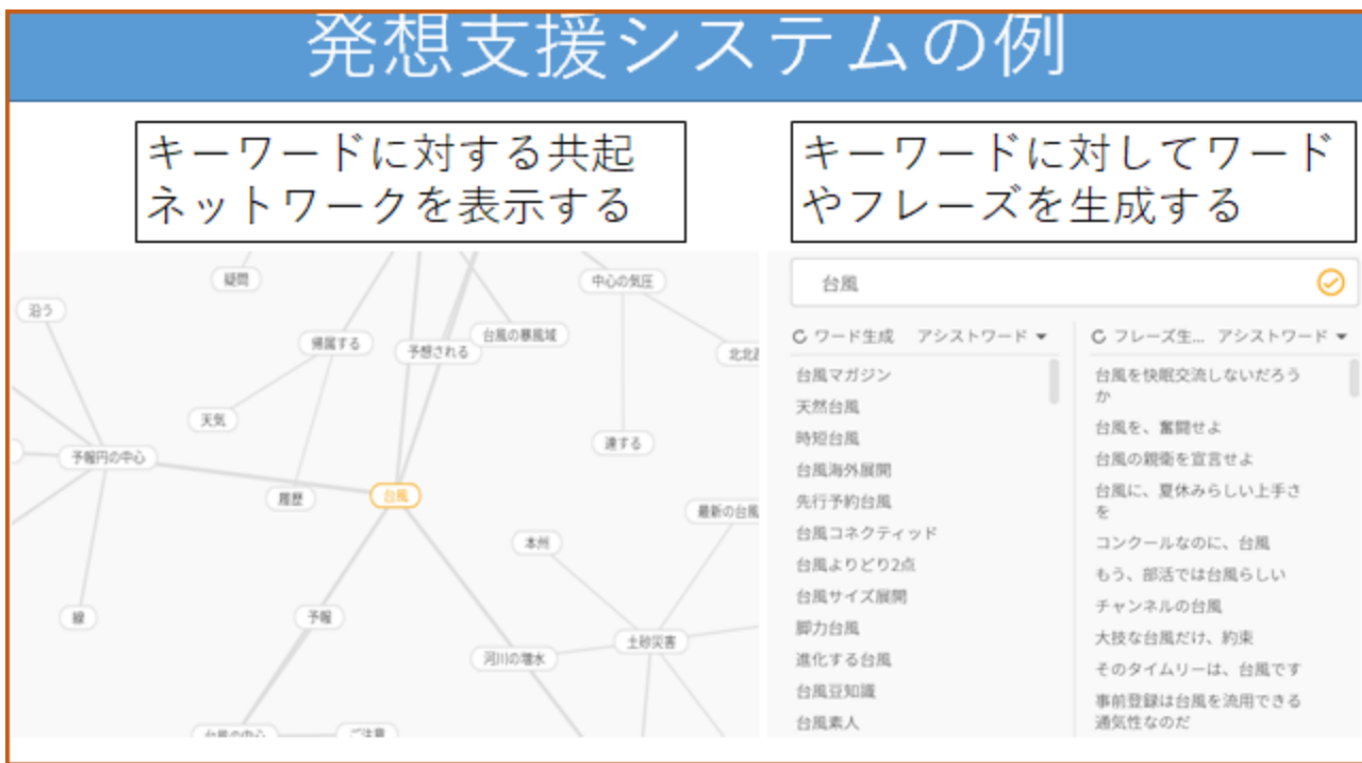 発想支援システムの例
キーワードに対する共起
ネットワークを表示する
疑問
中心の気圧
沿う
台風の暴風域
帰属する
予想される
北北
天気
達する
予報円の中心
履歴
台風
最新の台風
本州
線
予報
土砂災害
河川の増水
台風の中心
ご注意
キーワードに対してワード
やフレーズを生成する
台風
ワード生成 アシストワード
台風マガジン
天然台風
時短台風
台風海外展開
先行予約台風
台風コネクティッド
台風よりどり2点
台風サイズ展開
脚力台風
進化する台風
台風豆知識
台風素人
フレーズ生... アシストワード
台風を快眠交流しないだろう
か
台風を、奮闘せよ
台風の親衛を宣言せよ
台風に、夏休みらしい上手さ
を
コンクールなのに、台風
もう、部活では台風らしい
チャンネルの台風
大技な台風だけ、約束
そのタイムリーは、台風です
事前登録は台風を流用できる
通気性なのだ